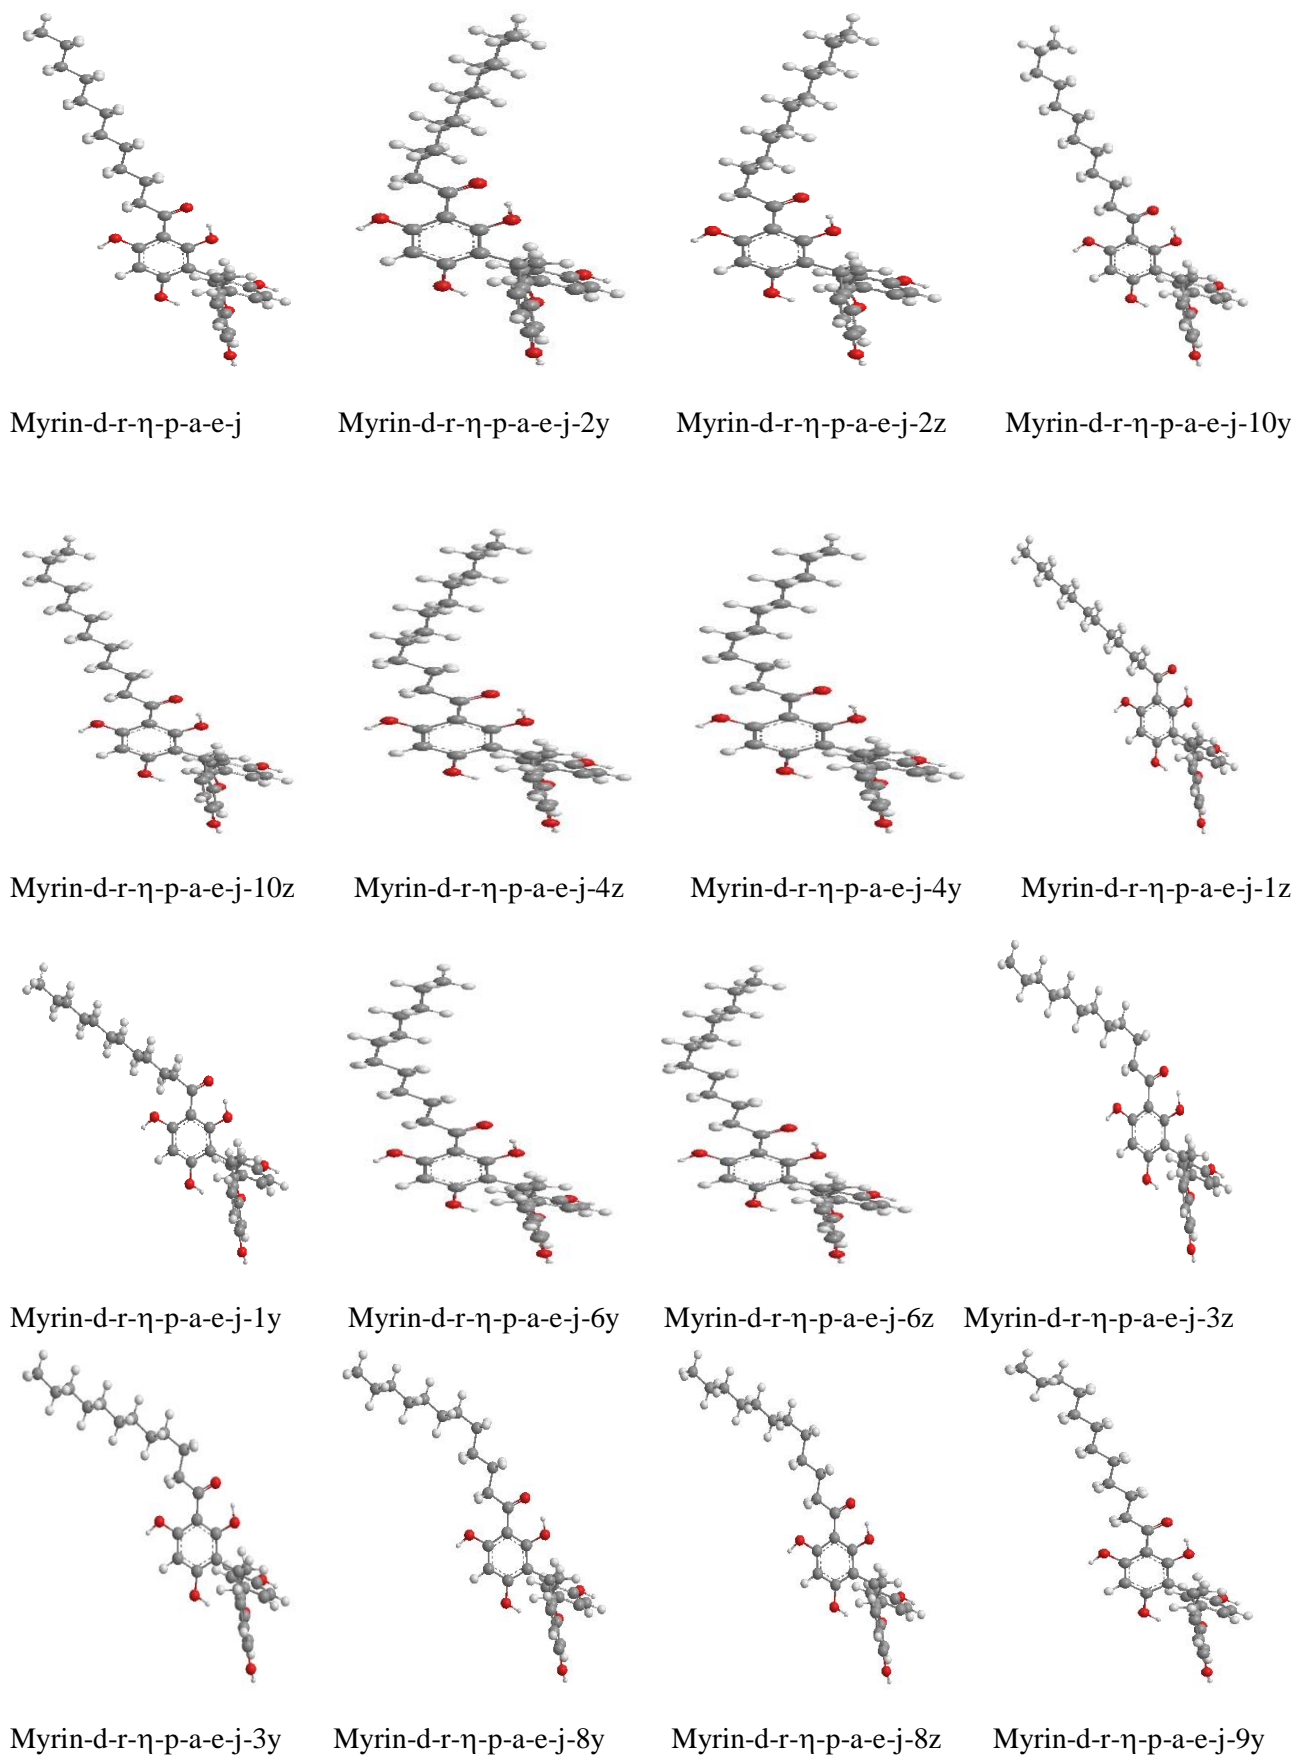 Myrin-d-r-η-p-a-e-j Myrin-d-r-η-p-a-e-j-2y Myrin-d-r-η-p-a-e-j-2z Myrin-d-r-η-p-a-e-j-10y
Myrin-d-r-η-p-a-e-j-10z Myrin-d-r-η-p-a-e-j-4z Myrin-d-r-η-p-a-e-j-4y Myrin-d-r-η-p-a-e-j-1z
Myrin-d-r-η-p-a-e-j-1y Myrin-d-r-η-p-a-e-j-6y Myrin-d-r-η-p-a-e-j-6z Myrin-d-r-η-p-a-e-j-3z
Myrin-d-r-η-p-a-e-j-3y Myrin-d-r-η-p-a-e-j-8y Myrin-d-r-η-p-a-e-j-8z Myrin-d-r-η-p-a-e-j-9y